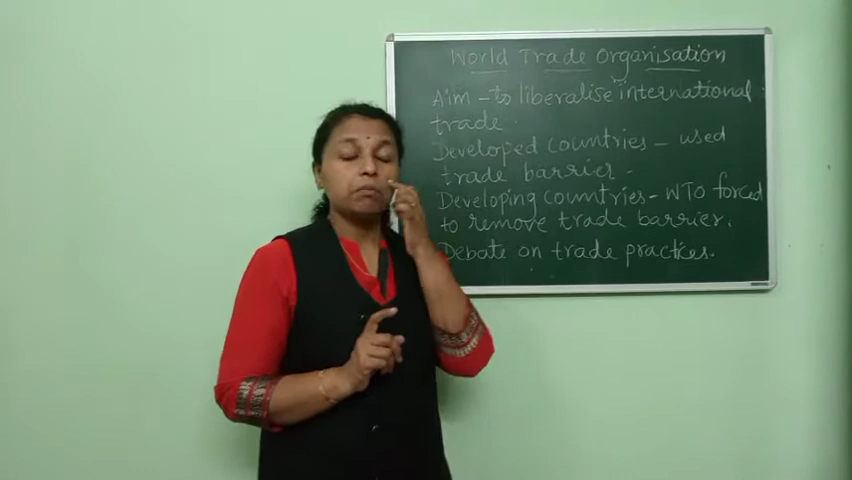 World Trade Organisation
Aim - to liberalise international
trade.
Developed countries - used
trade barrier.
Developing countries - WTO forced
to remove trade barrier.
Debate on trade practices.